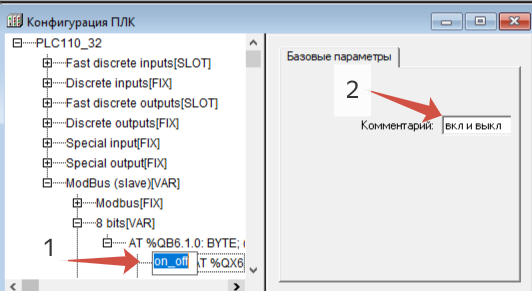 Конфигурация ПЛК
PLC110_32
Fast discrete inputs[SLOT]
Discrete inputs[FIX]
Fast discrete outputs[SLOT]
Discrete outputs[FIX]
Special input[FIX]
Special output[FIX]
ModBus (slave)[VAR]
Modbus[FIX]
8 bits[VAR]
AT %QB6.1.0: BYTE; (
1
on_off AT %QX6
Базовые параметры
2
Комментарий: вкл и выкл